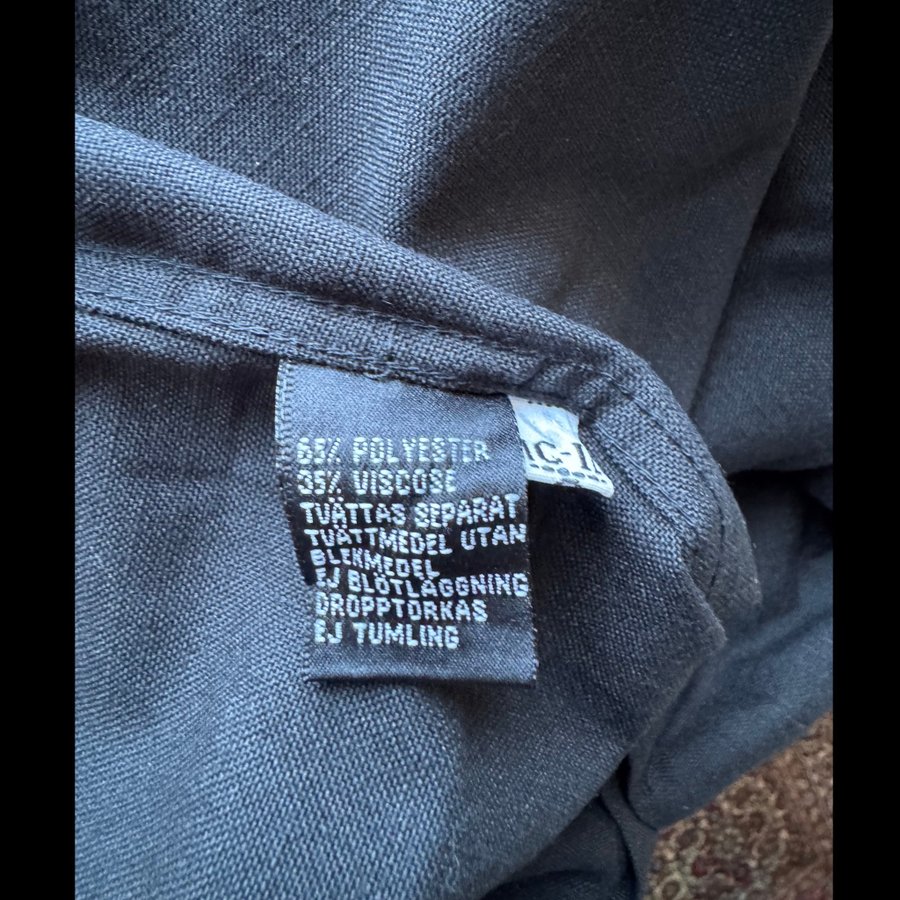 65% POLYESTER
35% VISCOSE
TVÄTTAS SEPARAT
TVÄTTMEDEL UTAN
BLEKMEDEL
EJ BLÖTLÄGGNING
DROPPTORKAS
EJ TUMLING